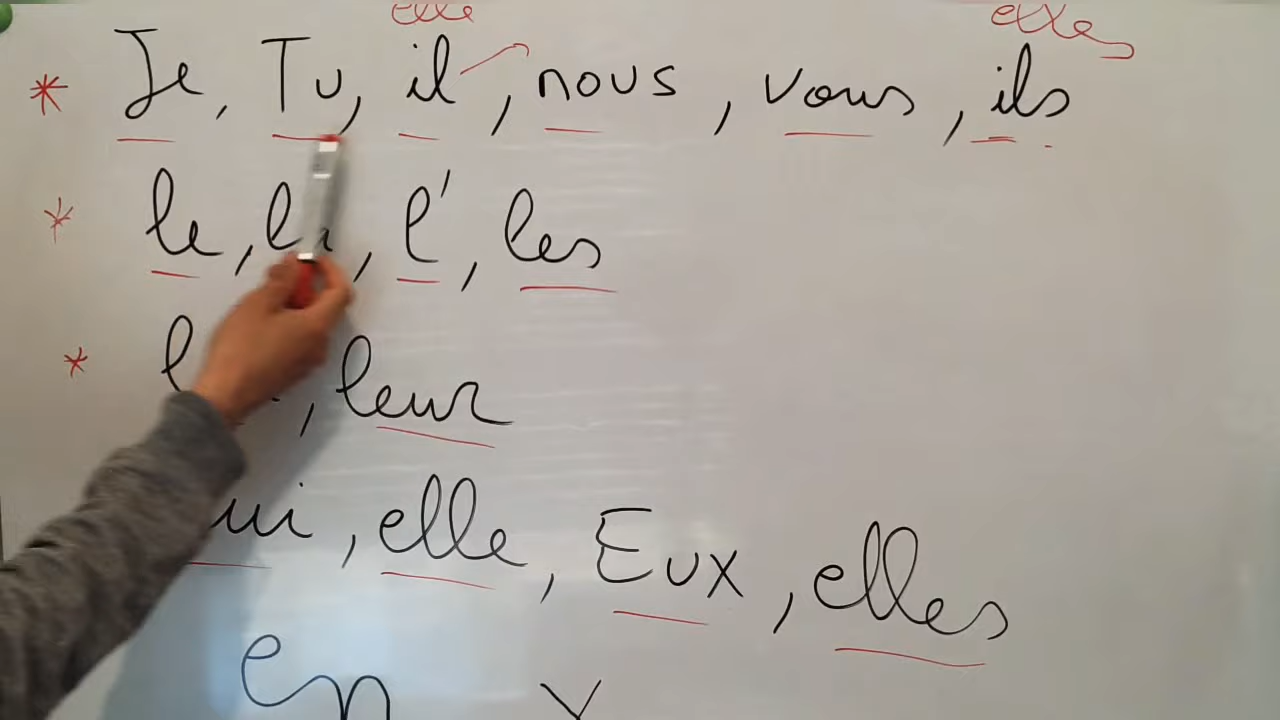 elle elles
* Je, Tu, il, nous, vous, ils
* le, l', les
* , leur
, elle, Eux, elles
en y